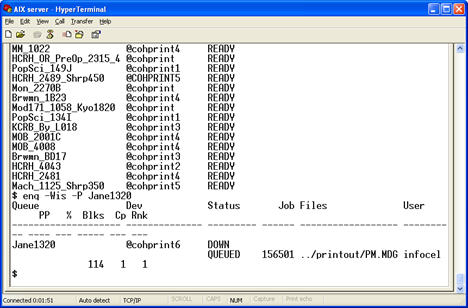 AIX server - HyperTerminal
File Edit View Call Transfer Help
MM_1022 @cohprint4 READY
HCRH_OR_PreOp_2315_4 @cohprint READY
PopSci_149J @cohprint1 READY
HCRH_2489_Shrp450 @COHPRINT5 READY
Mon_2270B @cohprint READY
Brwmn_1B23 @cohprint4 READY
Mod171_1058_Kyo1820 @cohprint READY
PopSci_134I @cohprint1 READY
KCRB_By_L018 @cohprint3 READY
MOB_2001C @cohprint4 READY
MOB_4008 @cohprint4 READY
Brwmn_BD17 @cohprint3 READY
HCRH_4043 @cohprint2 READY
HCRH_2481 @cohprint4 READY
Mach_1125_Shrp350 @cohprint5 READY
$ enq -Wis -P Jane1320
Queue Dev Status Job Files User
PP % Blks Cp Rnk
-------------------- -------------- --------- ------ ------------------ ----------
-- ---- ----- --- ---
Jane1320 @cohprint6 DOWN
QUEUED 156501 ../printout/PM.MDG infocel
114 1 1
$
Connected 0:01:51 Auto detect TCP/IP SCROLL CAPS NUM Capture Print echo